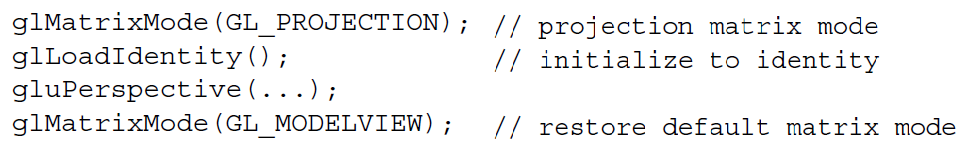 glMatrixMode(GL_PROJECTION); // projection matrix mode
glLoadIdentity(); // initialize to identity
gluPerspective(...);
glMatrixMode(GL_MODELVIEW); // restore default matrix mode